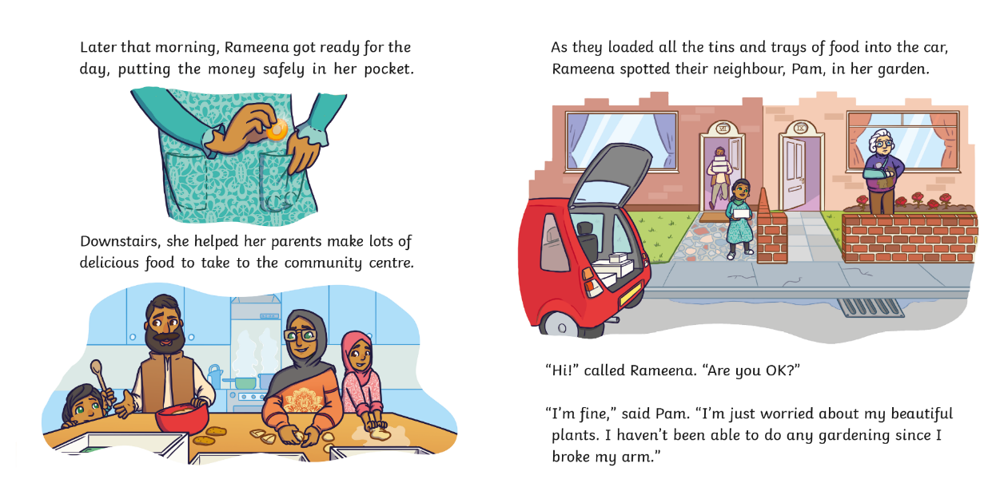 Later that morning, Rameena got ready for the
day, putting the money safely in her pocket.
Downstairs, she helped her parents make lots of
delicious food to take to the community centre.
As they loaded all the tins and trays of food into the car,
Rameena spotted their neighbour, Pam, in her garden.
VII
IX
“Hi!” called Rameena. “Are you OK?”
“I’m fine,” said Pam. “I’m just worried about my beautiful
plants. I haven’t been able to do any gardening since I
broke my arm.”